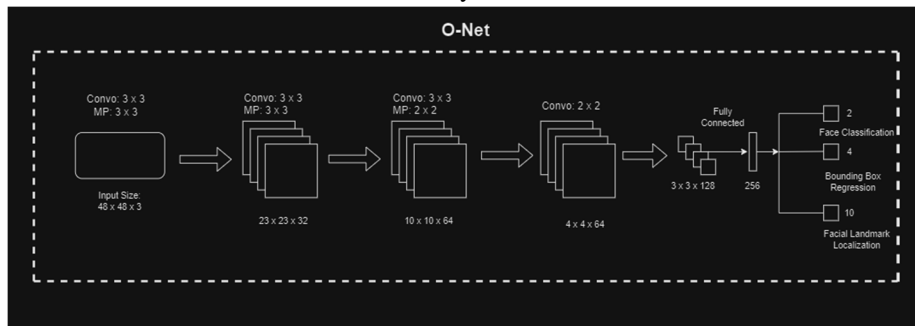 O-Net
Convo: 3 x 3
MP: 3 x 3
Input Size:
48 x 48 x 3
Convo: 3 x 3
MP: 3 x 3
23 x 23 x 32
Convo: 3 x 3
MP: 2 x 2
10 x 10 x 64
Convo: 2 x 2
4 x 4 x 64
3 x 3 x 128
Fully
Connected
256
2
Face Classification
4
Bounding Box
Regression
10
Facial Landmark
Localization